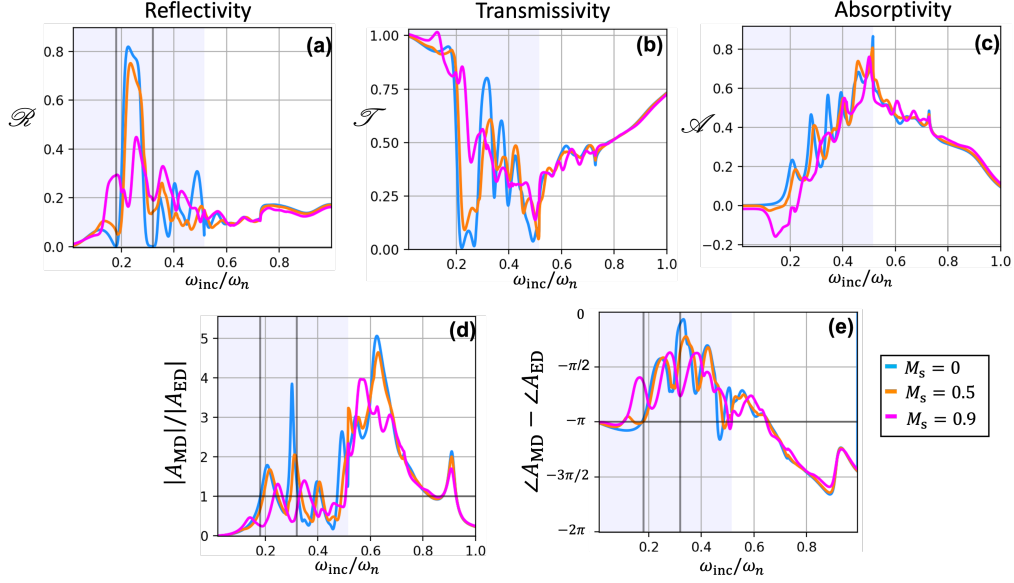 Reflectivity
Transmissivity
Absorptivity
(a)
ℛ
0.8
0.6
0.4
0.2
0.0
0.2 0.4 0.6 0.8
ω_inc/ω_n
(b)
𝒯
1.00
0.75
0.50
0.25
0.00
0.2 0.4 0.6 0.8 1.0
ω_inc/ω_n
(c)
𝒜
0.8
0.6
0.4
0.2
0.0
−0.2
0.2 0.4 0.6 0.8 1.0
ω_inc/ω_n
(d)
|A_MD|/|A_ED|
5
4
3
2
1
0
0.2 0.4 0.6 0.8 1.0
ω_inc/ω_n
(e)
∠A_MD − ∠A_ED
0
−π/2
−π
−3π/2
−2π
0.2 0.4 0.6 0.8
ω_inc/ω_n
M_s = 0
M_s = 0.5
M_s = 0.9